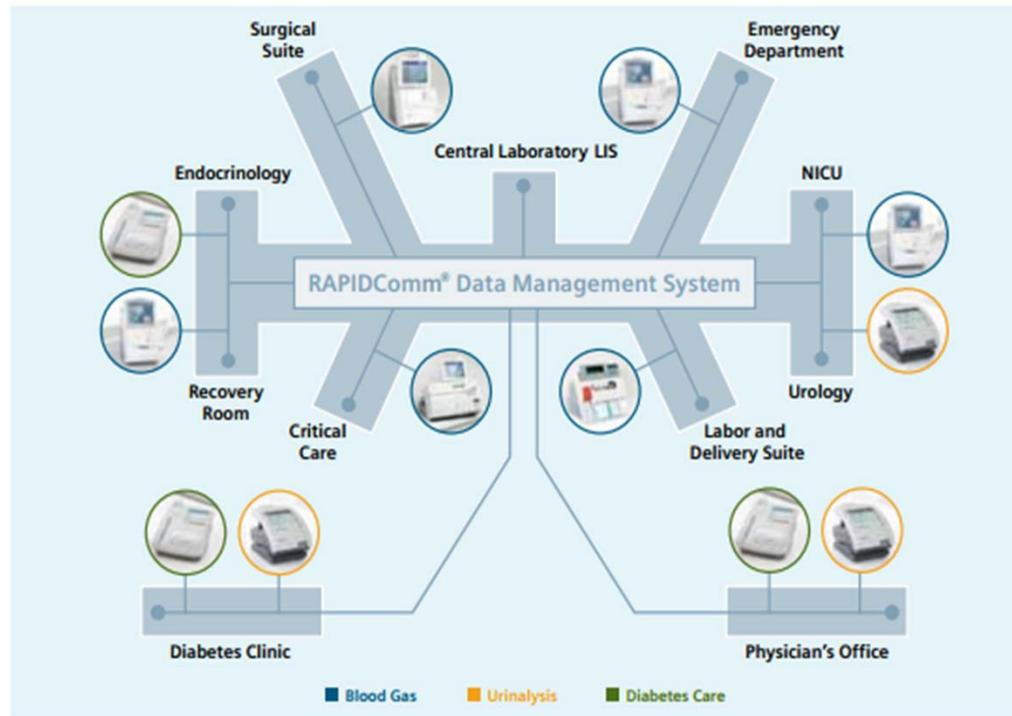 Surgical
Suite
Emergency
Department
Central Laboratory LIS
Endocrinology
NICU
RAPIDComm® Data Management System
Recovery
Room
Urology
Critical
Care
Labor and
Delivery Suite
Diabetes Clinic
Physician's Office
Blood Gas
Urinalysis
Diabetes Care